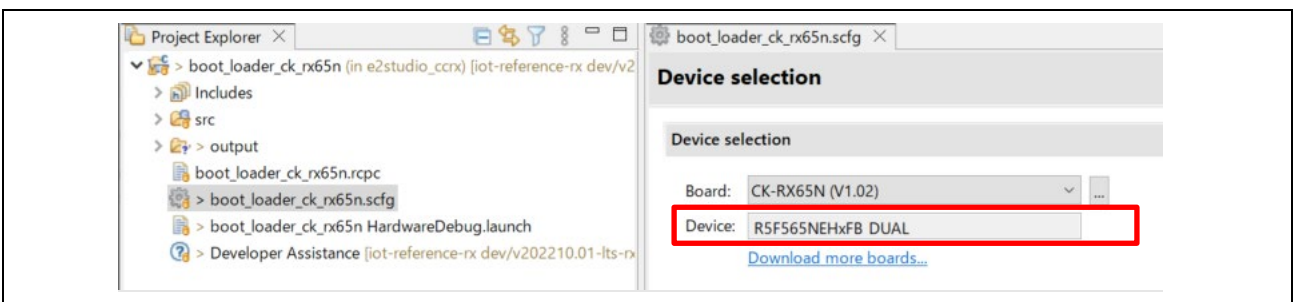 Project Explorer
> boot_loader_ck_rx65n (in e2studio_ccrx) [iot-reference-rx dev/v2
Includes
src
> output
boot_loader_ck_rx65n.rcpc
> boot_loader_ck_rx65n.scfg
> boot_loader_ck_rx65n HardwareDebug.launch
> Developer Assistance [iot-reference-rx dev/v202210.01-lts-rx
boot_loader_ck_rx65n.scfg
Device selection
Device selection
Board: CK-RX65N (V1.02) ...
Device: R5F565NEHxFB DUAL
Download more boards...